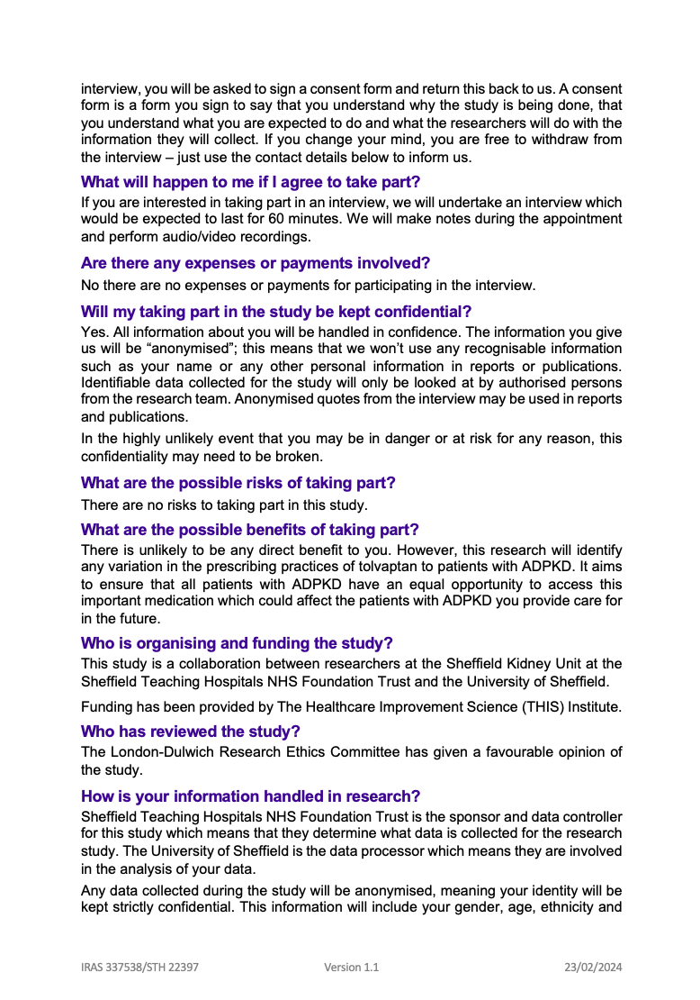 interview, you will be asked to sign a consent form and return this back to us. A consent
form is a form you sign to say that you understand why the study is being done, that
you understand what you are expected to do and what the researchers will do with the
information they will collect. If you change your mind, you are free to withdraw from
the interview – just use the contact details below to inform us.
What will happen to me if I agree to take part?
If you are interested in taking part in an interview, we will undertake an interview which
would be expected to last for 60 minutes. We will make notes during the appointment
and perform audio/video recordings.
Are there any expenses or payments involved?
No there are no expenses or payments for participating in the interview.
Will my taking part in the study be kept confidential?
Yes. All information about you will be handled in confidence. The information you give
us will be “anonymised”; this means that we won’t use any recognisable information
such as your name or any other personal information in reports or publications.
Identifiable data collected for the study will only be looked at by authorised persons
from the research team. Anonymised quotes from the interview may be used in reports
and publications.
In the highly unlikely event that you may be in danger or at risk for any reason, this
confidentiality may need to be broken.
What are the possible risks of taking part?
There are no risks to taking part in this study.
What are the possible benefits of taking part?
There is unlikely to be any direct benefit to you. However, this research will identify
any variation in the prescribing practices of tolvaptan to patients with ADPKD. It aims
to ensure that all patients with ADPKD have an equal opportunity to access this
important medication which could affect the patients with ADPKD you provide care for
in the future.
Who is organising and funding the study?
This study is a collaboration between researchers at the Sheffield Kidney Unit at the
Sheffield Teaching Hospitals NHS Foundation Trust and the University of Sheffield.
Funding has been provided by The Healthcare Improvement Science (THIS) Institute.
Who has reviewed the study?
The London-Dulwich Research Ethics Committee has given a favourable opinion of
the study.
How is your information handled in research?
Sheffield Teaching Hospitals NHS Foundation Trust is the sponsor and data controller
for this study which means that they determine what data is collected for the research
study. The University of Sheffield is the data processor which means they are involved
in the analysis of your data.
Any data collected during the study will be anonymised, meaning your identity will be
kept strictly confidential. This information will include your gender, age, ethnicity and
IRAS 337538/STH 22397 Version 1.1 23/02/2024